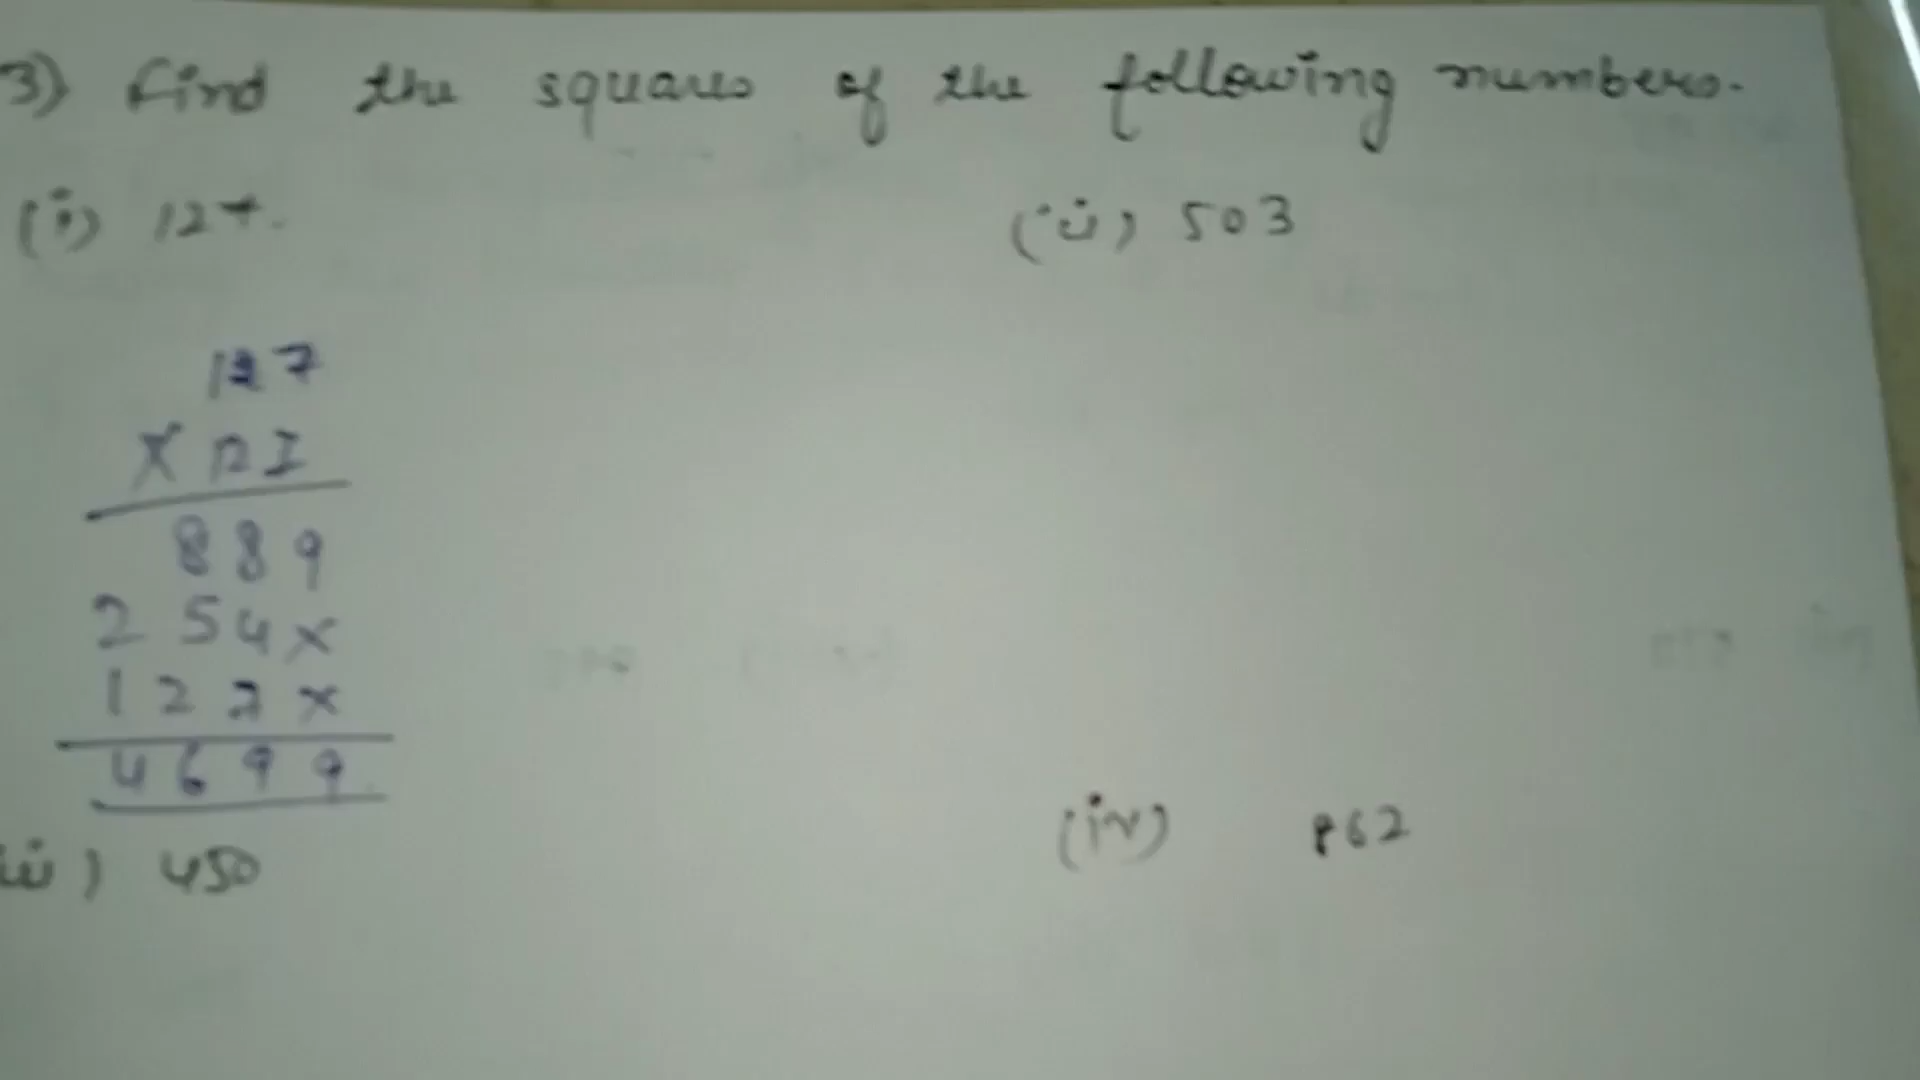 3) Find the squares of the following numbers.
(i) 127.
(ii) 503
127
X 127
889
254x
127x
4699
(iii) 450
(iv) 862